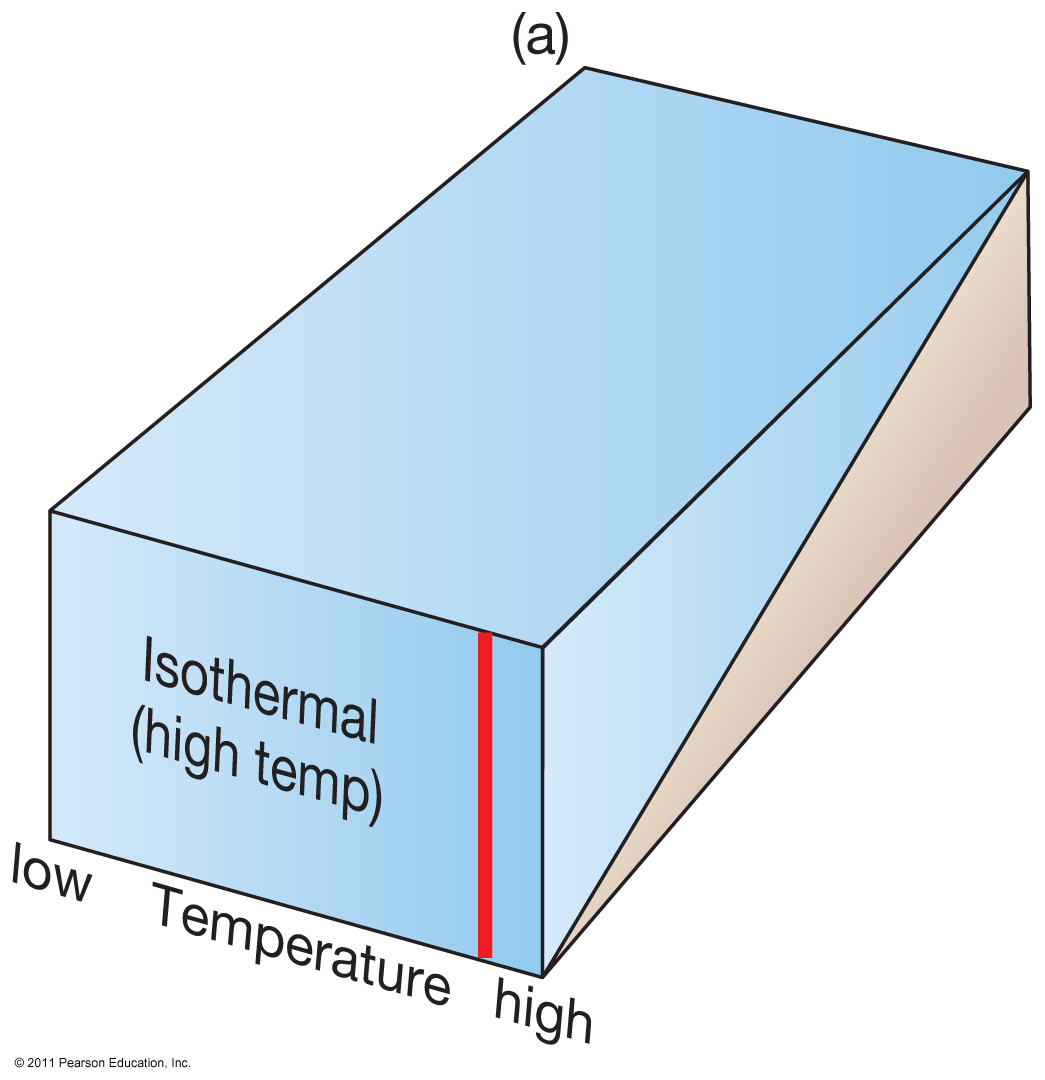 (a)
Isothermal
(high temp)
low Temperature high
© 2011 Pearson Education, Inc.